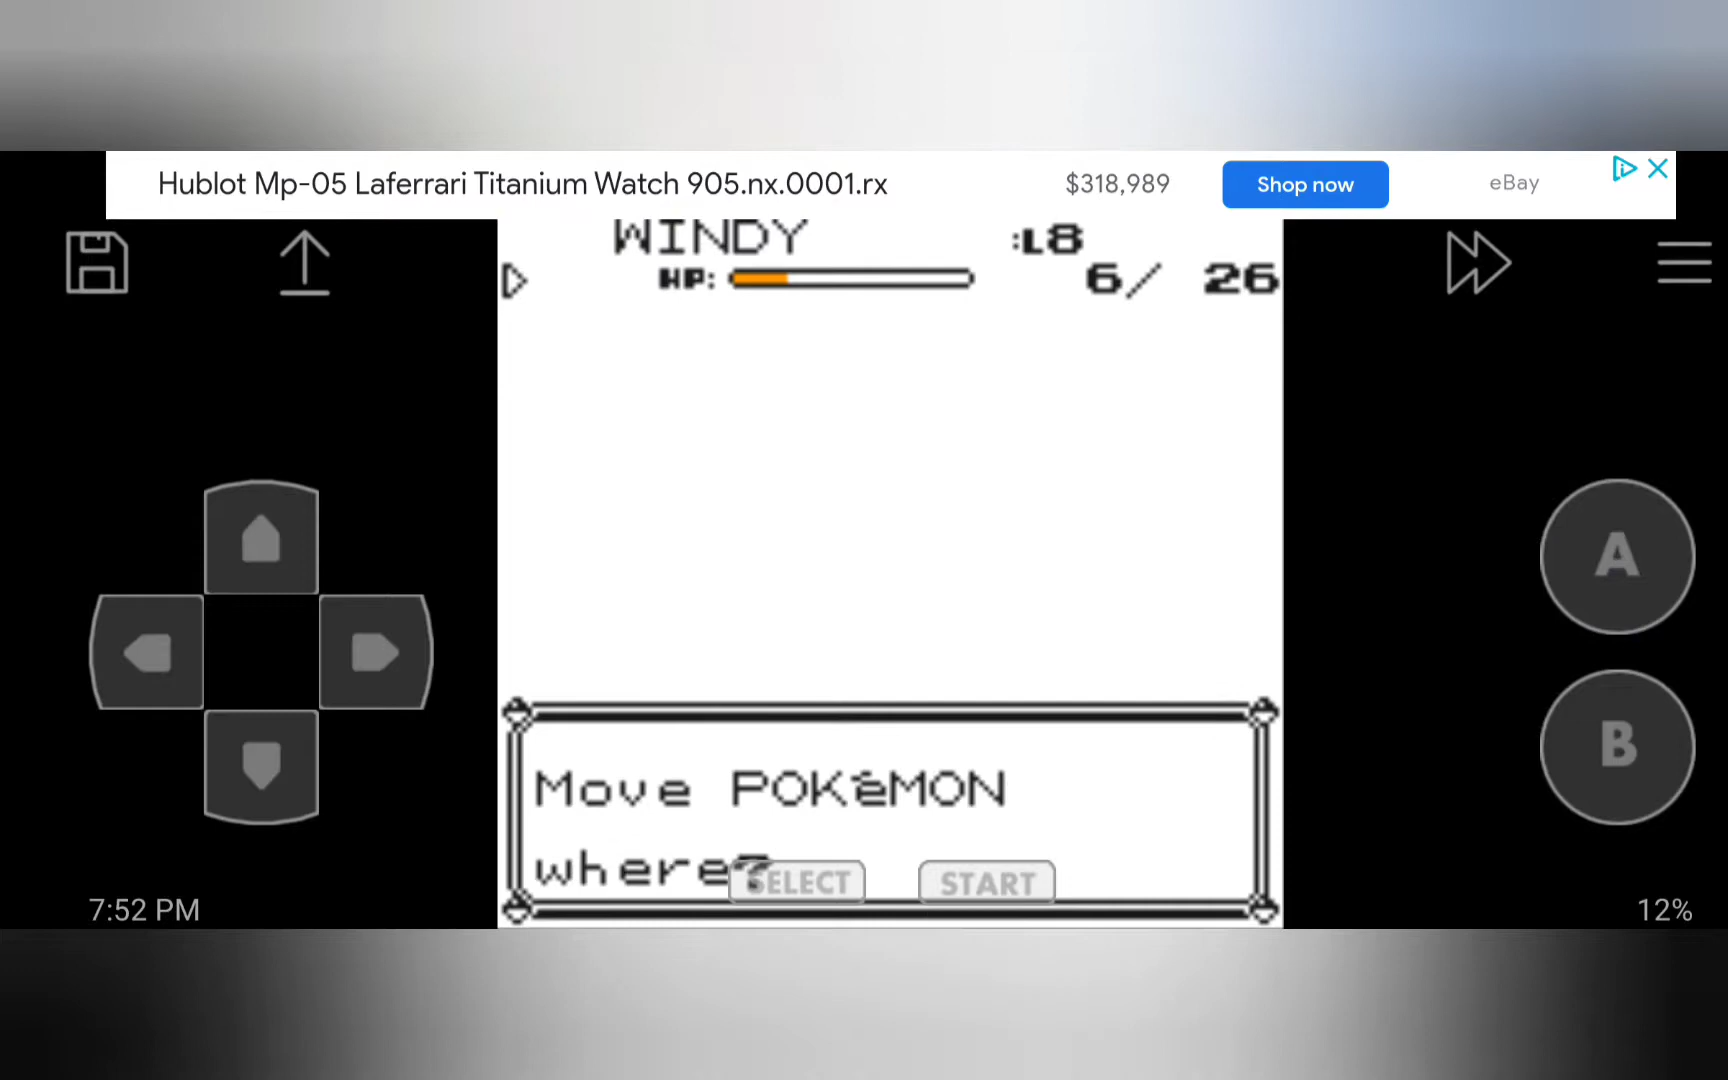 Hublot Mp-05 Laferrari Titanium Watch 905.nx.0001.rx $318,989 Shop now eBay
WINDY :L8
HP: 6/ 26
A
B
Move POKéMON
where?
SELECT START
7:52 PM 12%